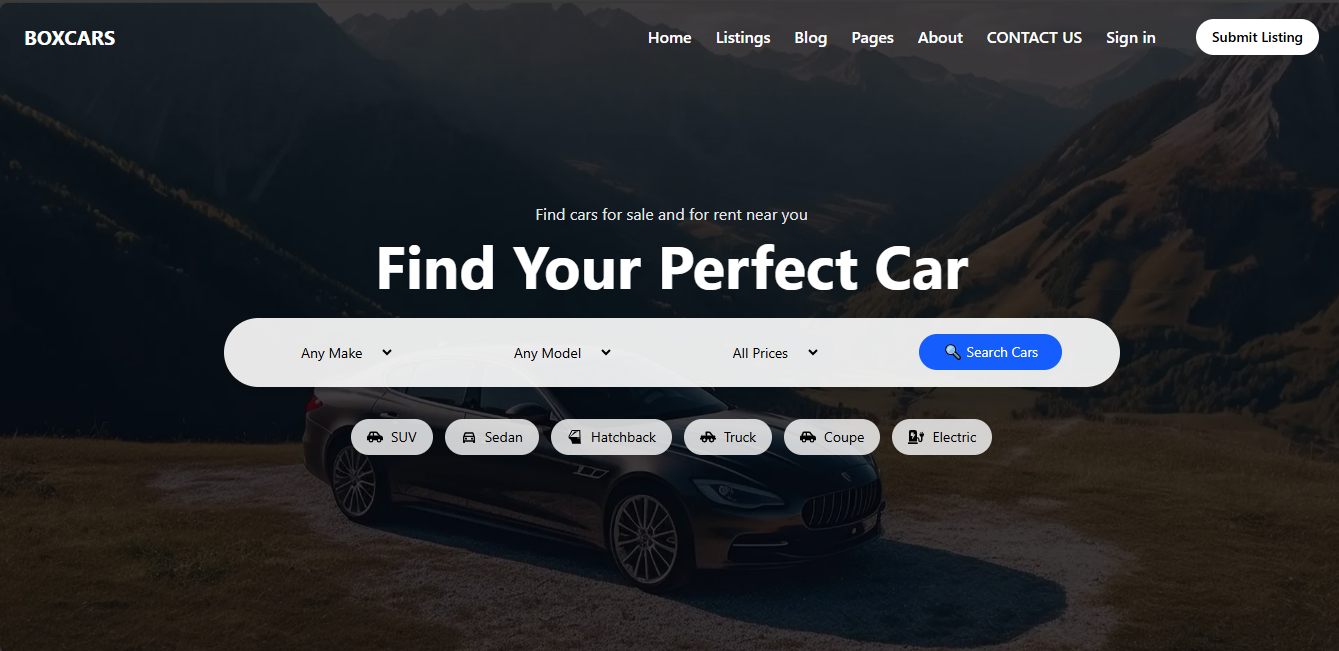 BOXCARS Home Listings Blog Pages About CONTACT US Sign in Submit Listing
Find cars for sale and for rent near you
Find Your Perfect Car
Any Make Any Model All Prices Search Cars
SUV Sedan Hatchback Truck Coupe Electric